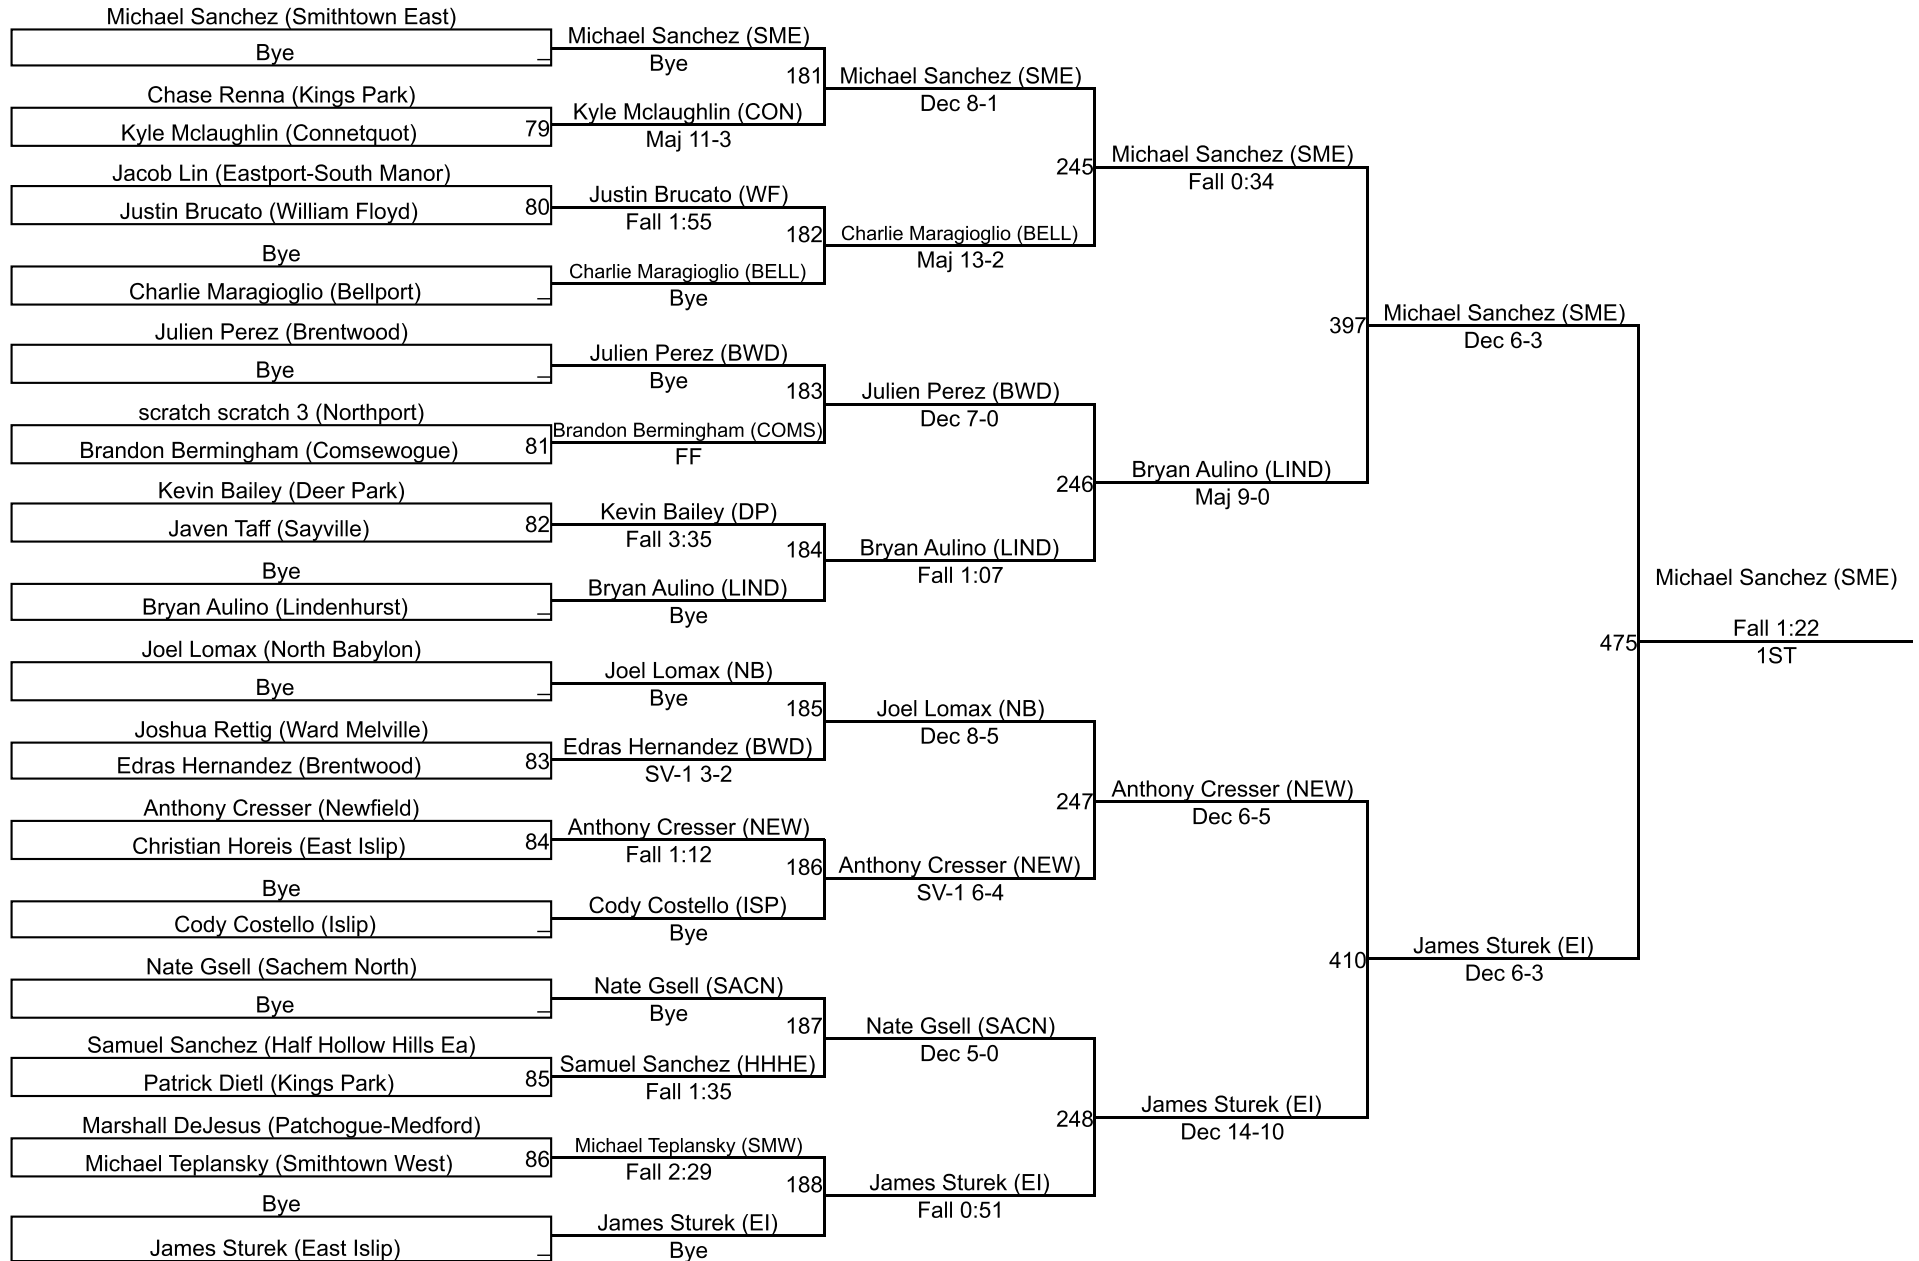 Michael Sanchez (Smithtown East)
Bye _
Chase Renna (Kings Park)
Kyle Mclaughlin (Connetquot) 79
Jacob Lin (Eastport-South Manor)
Justin Brucato (William Floyd) 80
Bye
Charlie Maragioglio (Bellport) _
Julien Perez (Brentwood)
Bye _
scratch scratch 3 (Northport)
Brandon Bermingham (Comsewogue) 81
Kevin Bailey (Deer Park)
Javen Taff (Sayville) 82
Bye
Bryan Aulino (Lindenhurst) _
Joel Lomax (North Babylon)
Bye _
Joshua Rettig (Ward Melville)
Edras Hernandez (Brentwood) 83
Anthony Cresser (Newfield)
Christian Horeis (East Islip) 84
Bye
Cody Costello (Islip) _
Nate Gsell (Sachem North)
Bye _
Samuel Sanchez (Half Hollow Hills Ea)
Patrick Dietl (Kings Park) 85
Marshall DeJesus (Patchogue-Medford)
Michael Teplansky (Smithtown West) 86
Bye
James Sturek (East Islip) _
Michael Sanchez (SME)
Bye
181
Kyle Mclaughlin (CON)
Maj 11-3
Justin Brucato (WF)
Fall 1:55
182
Charlie Maragioglio (BELL)
Bye
Julien Perez (BWD)
Bye
183
Brandon Bermingham (COMS)
FF
Kevin Bailey (DP)
Fall 3:35
184
Bryan Aulino (LIND)
Bye
Joel Lomax (NB)
Bye
185
Edras Hernandez (BWD)
SV-1 3-2
Anthony Cresser (NEW)
Fall 1:12
186
Cody Costello (ISP)
Bye
Nate Gsell (SACN)
Bye
187
Samuel Sanchez (HHHE)
Fall 1:35
Michael Teplansky (SMW)
Fall 2:29
188
James Sturek (EI)
Bye
Michael Sanchez (SME)
Dec 8-1
245
Charlie Maragioglio (BELL)
Maj 13-2
Julien Perez (BWD)
Dec 7-0
246
Bryan Aulino (LIND)
Fall 1:07
Joel Lomax (NB)
Dec 8-5
247
Anthony Cresser (NEW)
SV-1 6-4
Nate Gsell (SACN)
Dec 5-0
248
James Sturek (EI)
Fall 0:51
Michael Sanchez (SME)
Fall 0:34
397
Bryan Aulino (LIND)
Maj 9-0
Anthony Cresser (NEW)
Dec 6-5
410
James Sturek (EI)
Dec 14-10
Michael Sanchez (SME)
Dec 6-3
475
James Sturek (EI)
Dec 6-3
Michael Sanchez (SME)
Fall 1:22
1ST